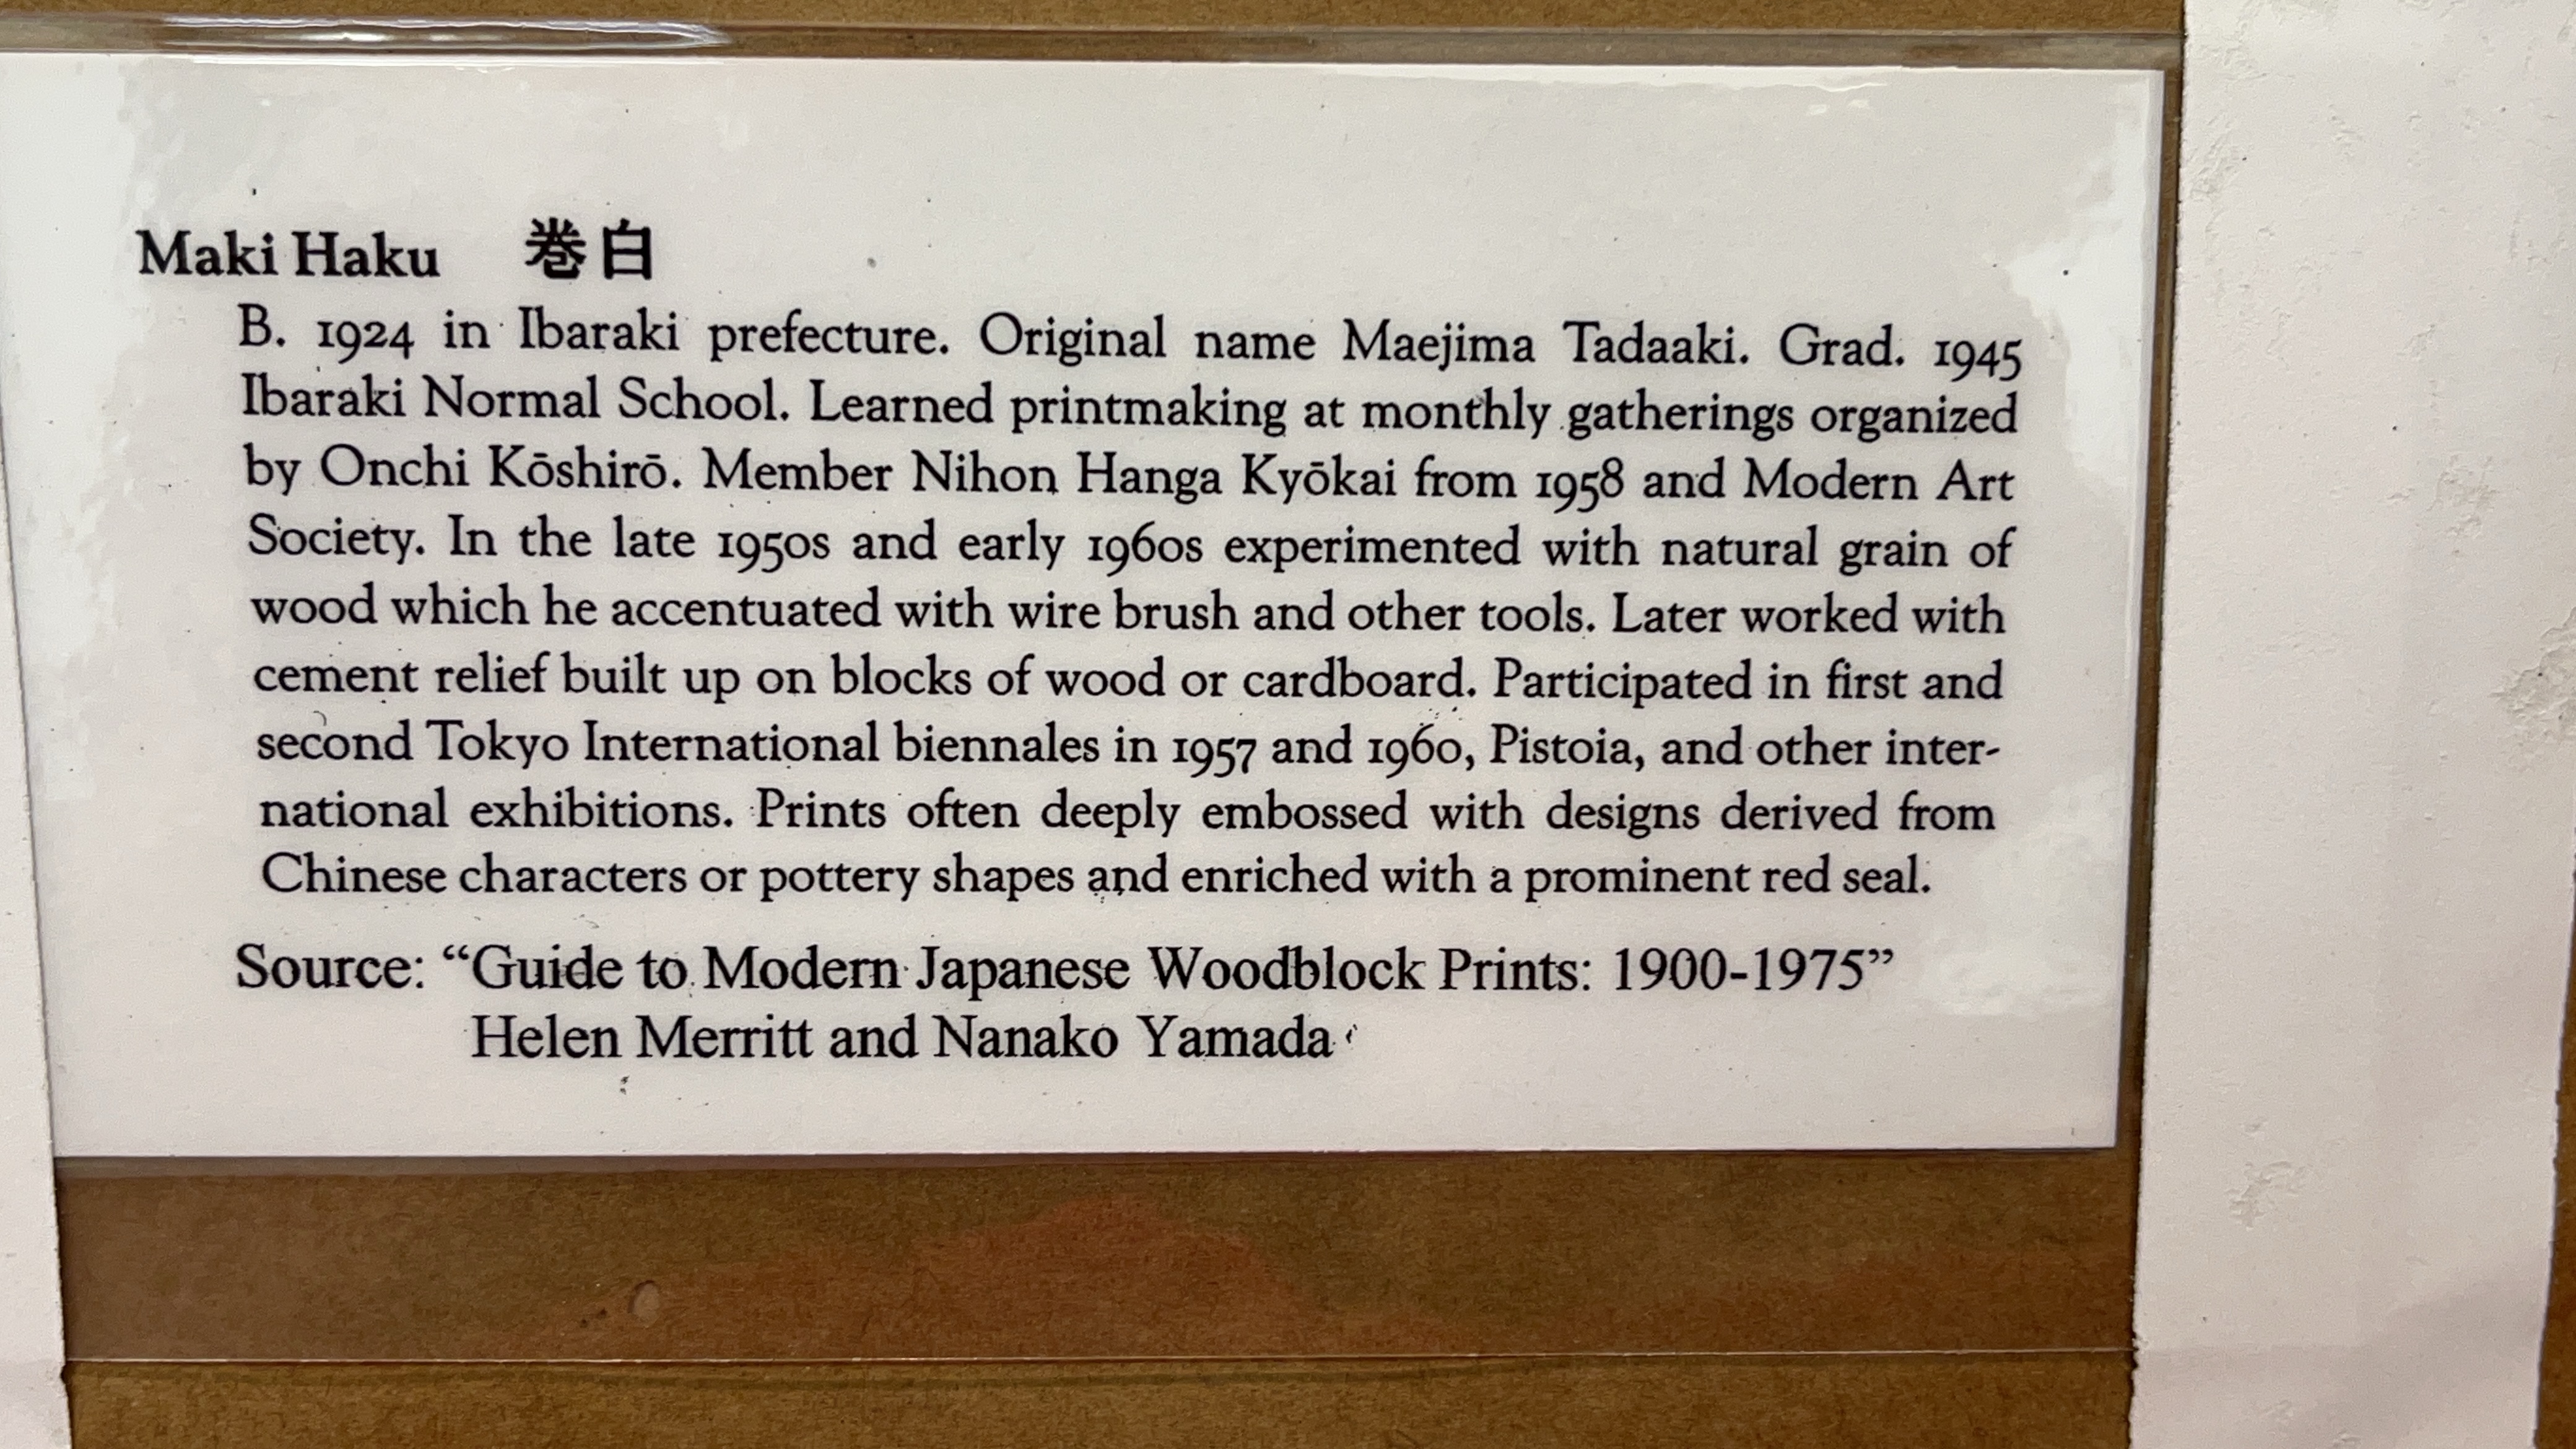 Maki Haku 巻白
B. 1924 in Ibaraki prefecture. Original name Maejima Tadaaki. Grad. 1945
Ibaraki Normal School. Learned printmaking at monthly gatherings organized
by Onchi Kōshirō. Member Nihon Hanga Kyōkai from 1958 and Modern Art
Society. In the late 1950s and early 1960s experimented with natural grain of
wood which he accentuated with wire brush and other tools. Later worked with
cement relief built up on blocks of wood or cardboard. Participated in first and
second Tokyo International biennales in 1957 and 1960, Pistoia, and other inter-
national exhibitions. Prints often deeply embossed with designs derived from
Chinese characters or pottery shapes and enriched with a prominent red seal.
Source: “Guide to Modern Japanese Woodblock Prints: 1900-1975”
Helen Merritt and Nanako Yamada